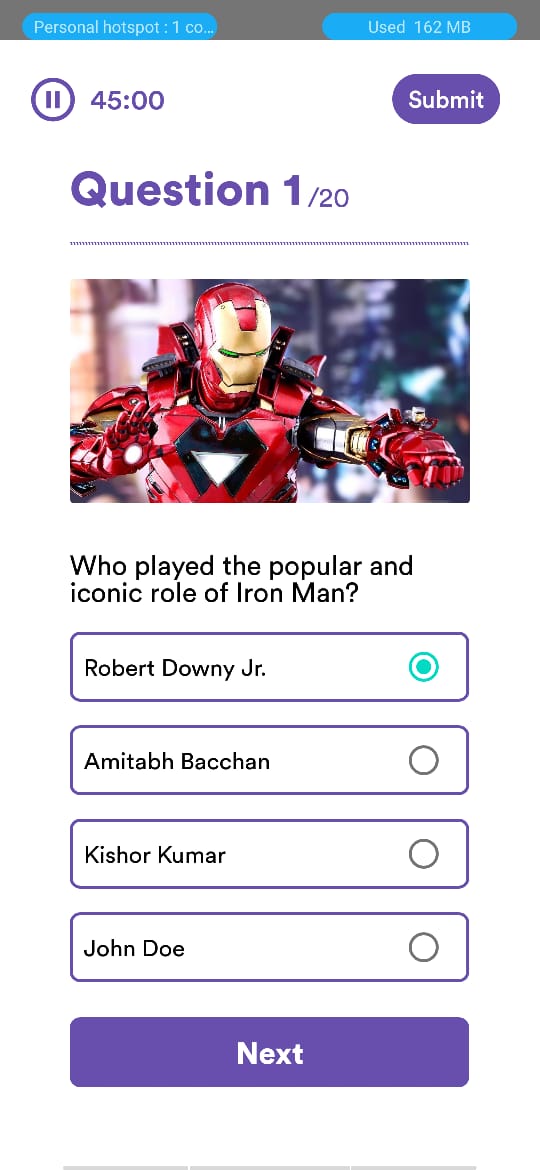 Personal hotspot : 1 co...
Used 162 MB
45:00
Submit
Question 1 /20
Who played the popular and
iconic role of Iron Man?
Robert Downy Jr.
Amitabh Bacchan
Kishor Kumar
John Doe
Next